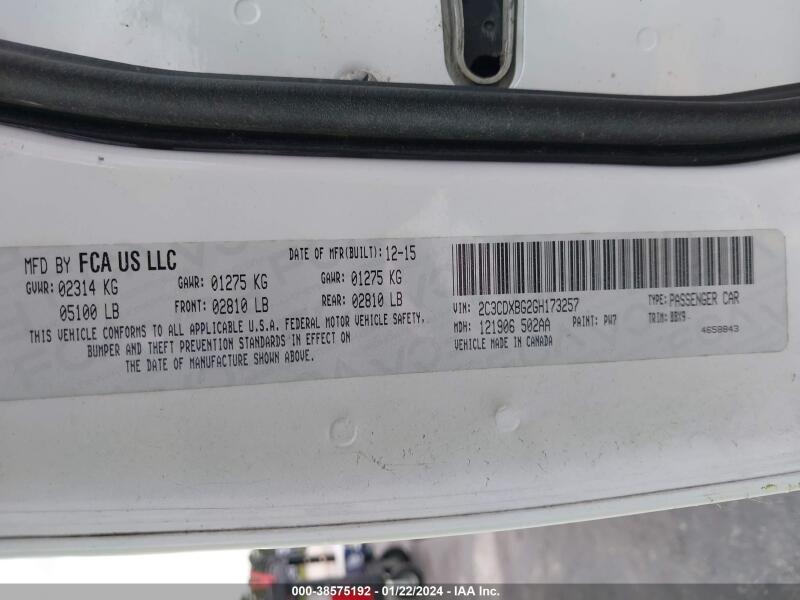 MFD BY FCA US LLC DATE OF MFR(BUILT): 12-15
GVWR: 02314 KG GAWR: 01275 KG GAWR: 01275 KG
05100 LB FRONT: 02810 LB REAR: 02810 LB
THIS VEHICLE CONFORMS TO ALL APPLICABLE U.S.A. FEDERAL MOTOR VEHICLE SAFETY,
BUMPER AND THEFT PREVENTION STANDARDS IN EFFECT ON
THE DATE OF MANUFACTURE SHOWN ABOVE.
VIN: 2C3CDXBG2GH173257 TYPE: PASSENGER CAR
MDH: 121906 502AA PAINT: PW7 TRIM: BBX9-
VEHICLE MADE IN CANADA 4658843
000-38575192 - 01/22/2024 - IAA Inc.